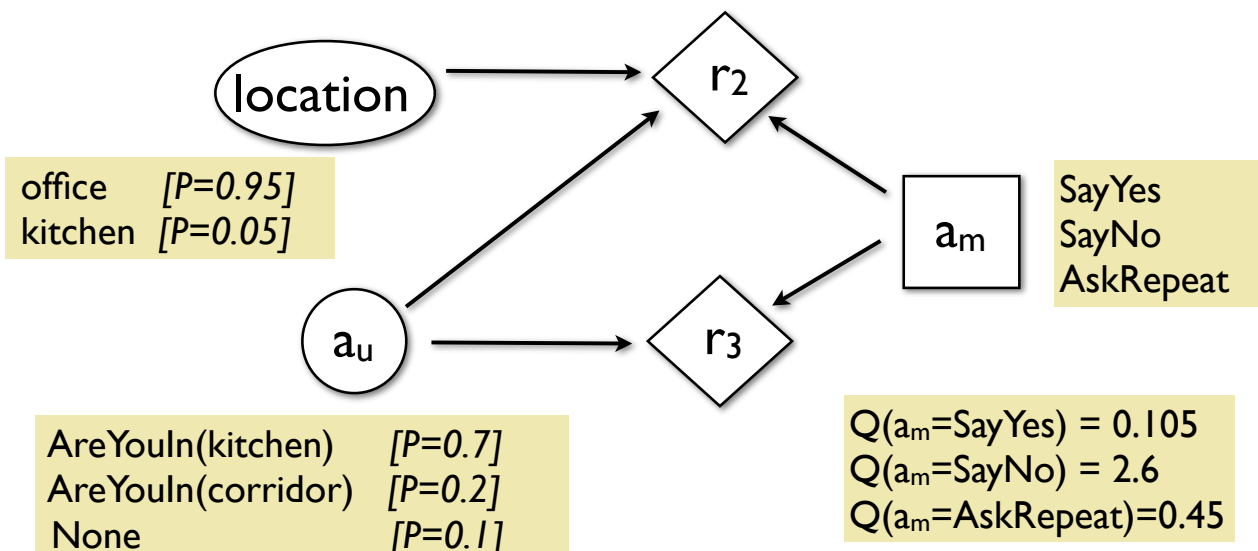 location
r2
office [P=0.95]
kitchen [P=0.05]
am
SayYes
SayNo
AskRepeat
au
r3
AreYouIn(kitchen) [P=0.7]
AreYouIn(corridor) [P=0.2]
None [P=0.1]
Q(am=SayYes) = 0.105
Q(am=SayNo) = 2.6
Q(am=AskRepeat)=0.45